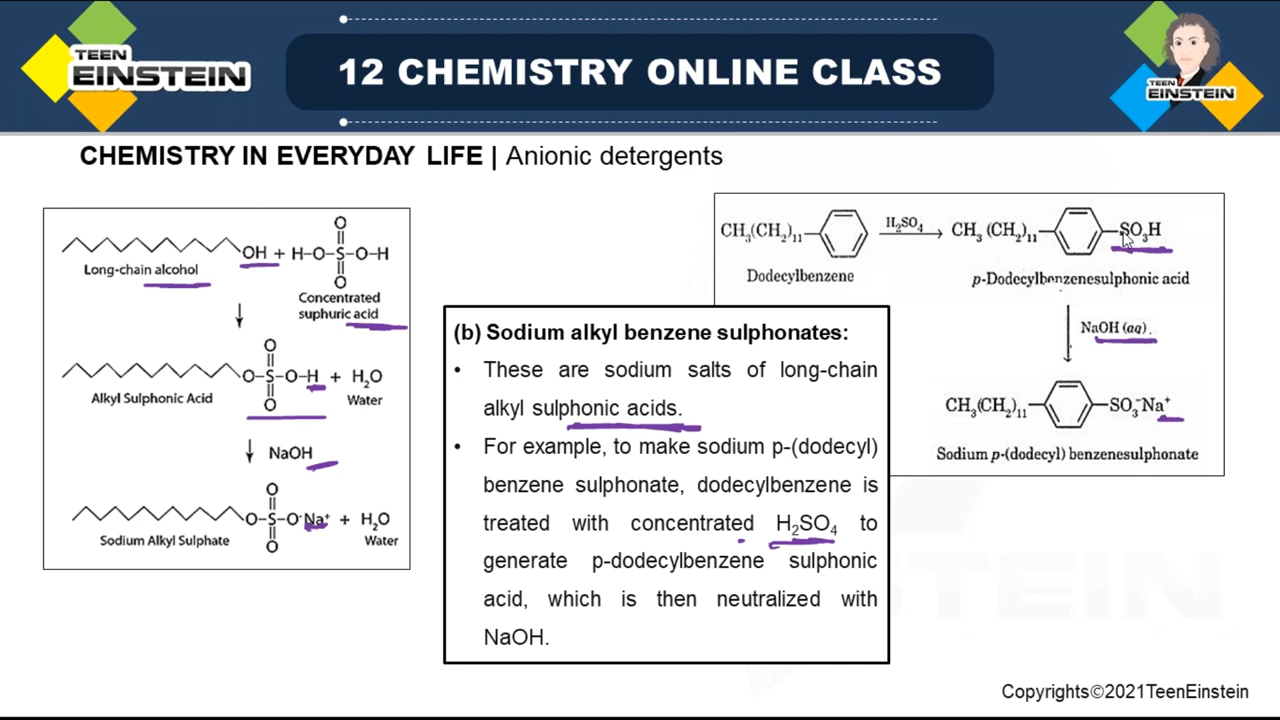 TEEN
EINSTEIN
12 CHEMISTRY ONLINE CLASS
TEEN
EINSTEIN
CHEMISTRY IN EVERYDAY LIFE | Anionic detergents
OH + H–O–S–O–H
O
O
Long-chain alcohol
Concentrated
suphuric acid
O
O–S–O–H + H₂O
O
Alkyl Sulphonic Acid
Water
NaOH
O
O–S–O⁻Na⁺ + H₂O
O
Sodium Alkyl Sulphate
Water
(b) Sodium alkyl benzene sulphonates:
• These are sodium salts of long-chain
alkyl sulphonic acids.
• For example, to make sodium p-(dodecyl)
benzene sulphonate, dodecylbenzene is
treated with concentrated H₂SO₄ to
generate p-dodecylbenzene sulphonic
acid, which is then neutralized with
NaOH.
CH₃(CH₂)₁₁ H₂SO₄ CH₃ (CH₂)₁₁ SO₃H
Dodecylbenzene
p-Dodecylbenzenesulphonic acid
NaOH (aq).
CH₃(CH₂)₁₁ SO₃⁻Na⁺
Sodium p-(dodecyl) benzenesulphonate
Copyrights©2021TeenEinstein